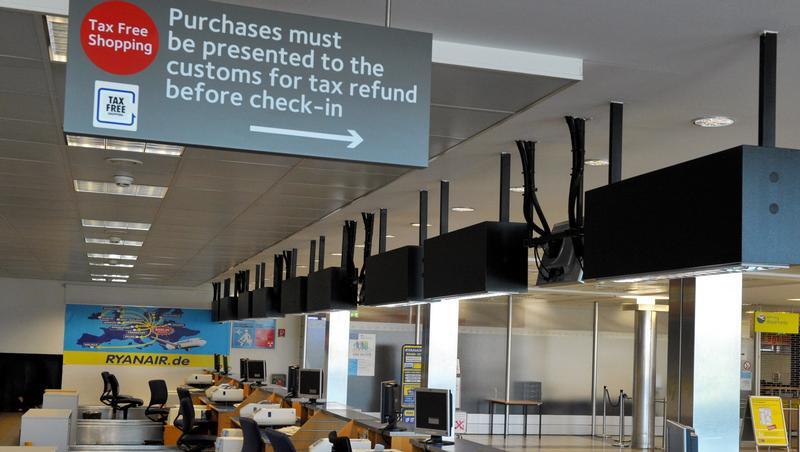 Tax Free
Shopping
Purchases must
be presented to the
customs for tax refund
before check-in
TAX
FREE
RYANAIR.de